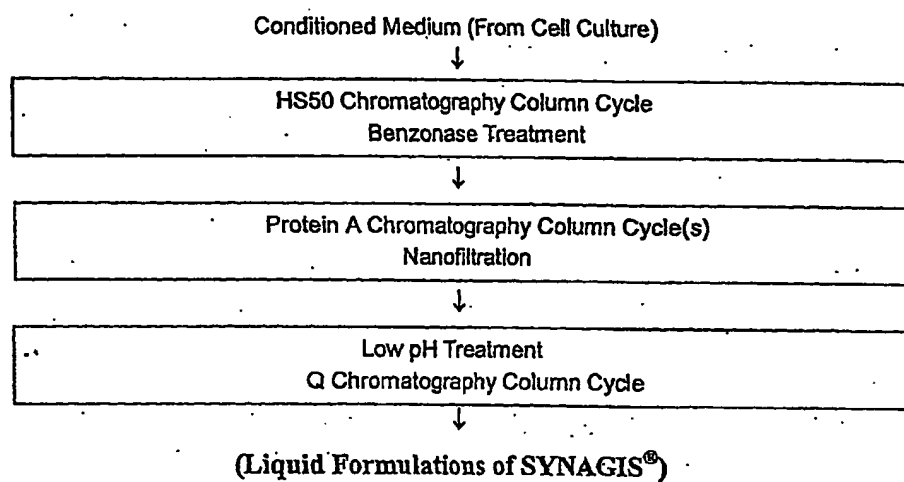 Conditioned Medium (From Cell Culture)
↓
HS50 Chromatography Column Cycle
Benzonase Treatment
↓
Protein A Chromatography Column Cycle(s)
Nanofiltration
↓
Low pH Treatment
Q Chromatography Column Cycle
↓
(Liquid Formulations of SYNAGIS®)